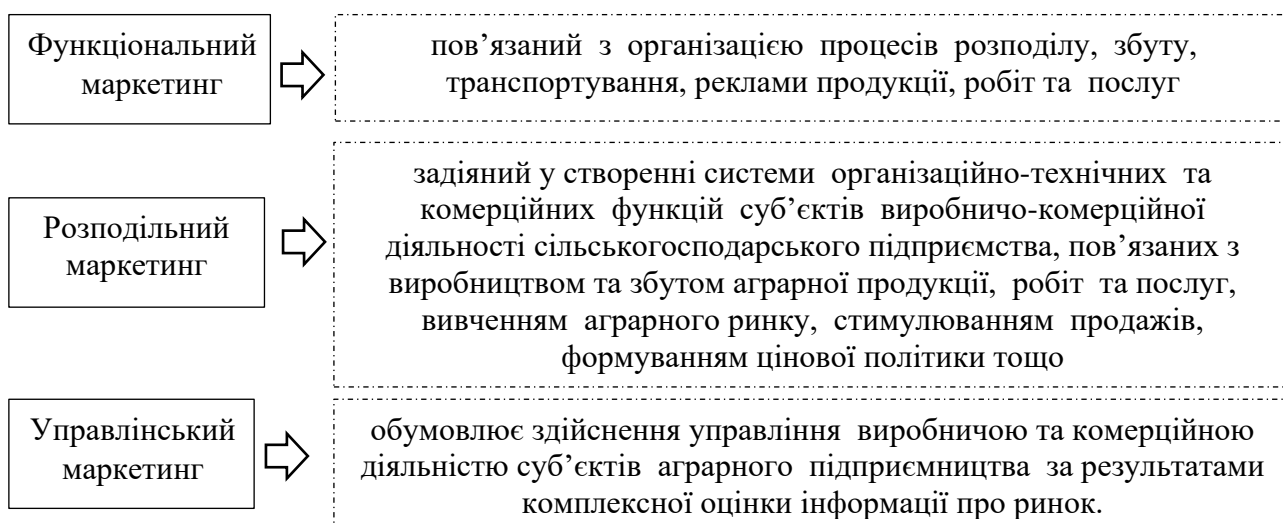 Функціональний
маркетинг
пов’язаний з організацією процесів розподілу, збуту,
транспортування, реклами продукції, робіт та послуг
Розподільний
маркетинг
задіяний у створенні системи організаційно-технічних та
комерційних функцій суб’єктів виробничо-комерційної
діяльності сільськогосподарського підприємства, пов’язаних з
виробництвом та збутом аграрної продукції, робіт та послуг,
вивченням аграрного ринку, стимулюванням продажів,
формуванням цінової політики тощо
Управлінський
маркетинг
обумовлює здійснення управління виробничою та комерційною
діяльністю суб’єктів аграрного підприємництва за результатами
комплексної оцінки інформації про ринок.